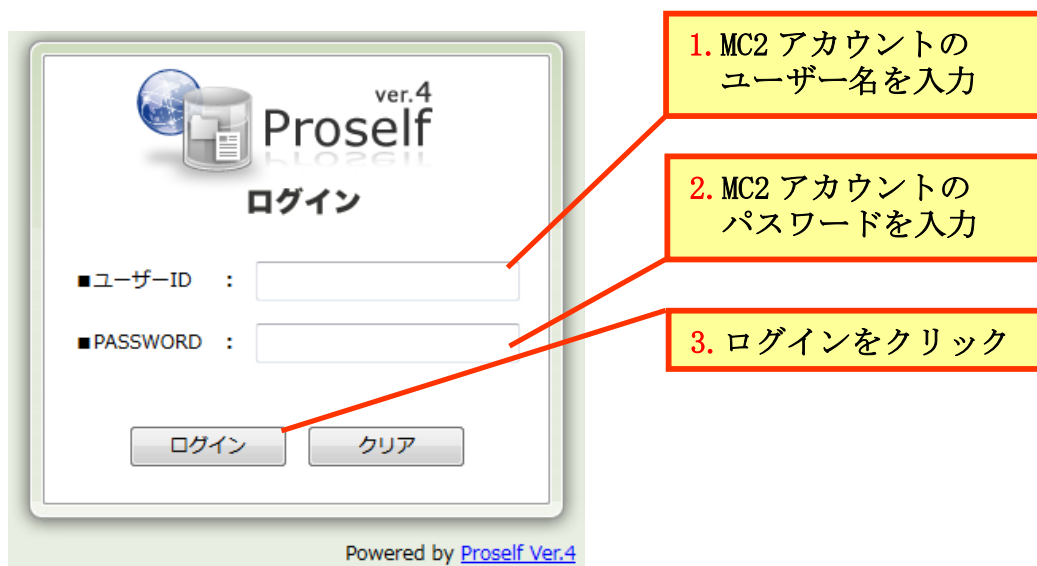 ver.4
Proself
ログイン
■ユーザーID :
■PASSWORD :
ログイン
クリア
Powered by Proself Ver.4
1. MC2 アカウントの
ユーザー名を入力
2. MC2 アカウントの
パスワードを入力
3. ログインをクリック